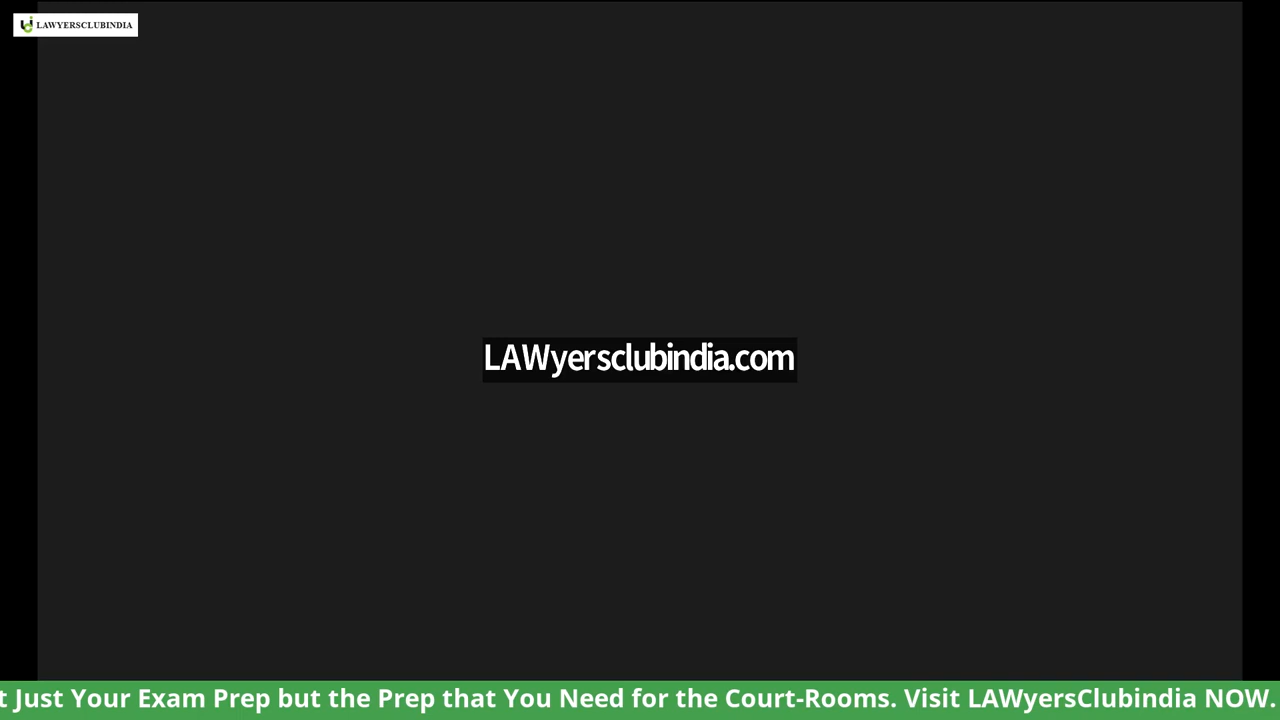 LAWYERSCLUBINDIA
LAWyersclubindia.com
t Just Your Exam Prep but the Prep that You Need for the Court-Rooms. Visit LAWyersClubindia NOW.